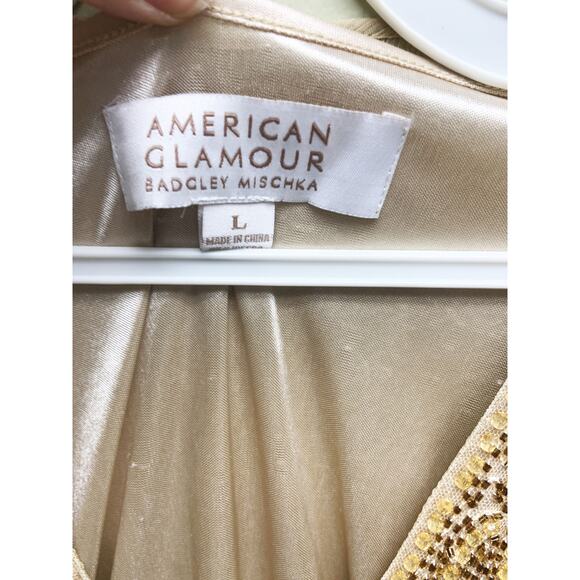 AMERICAN
GLAMOUR
BADGLEY MISCHKA
L
MADE IN CHINA